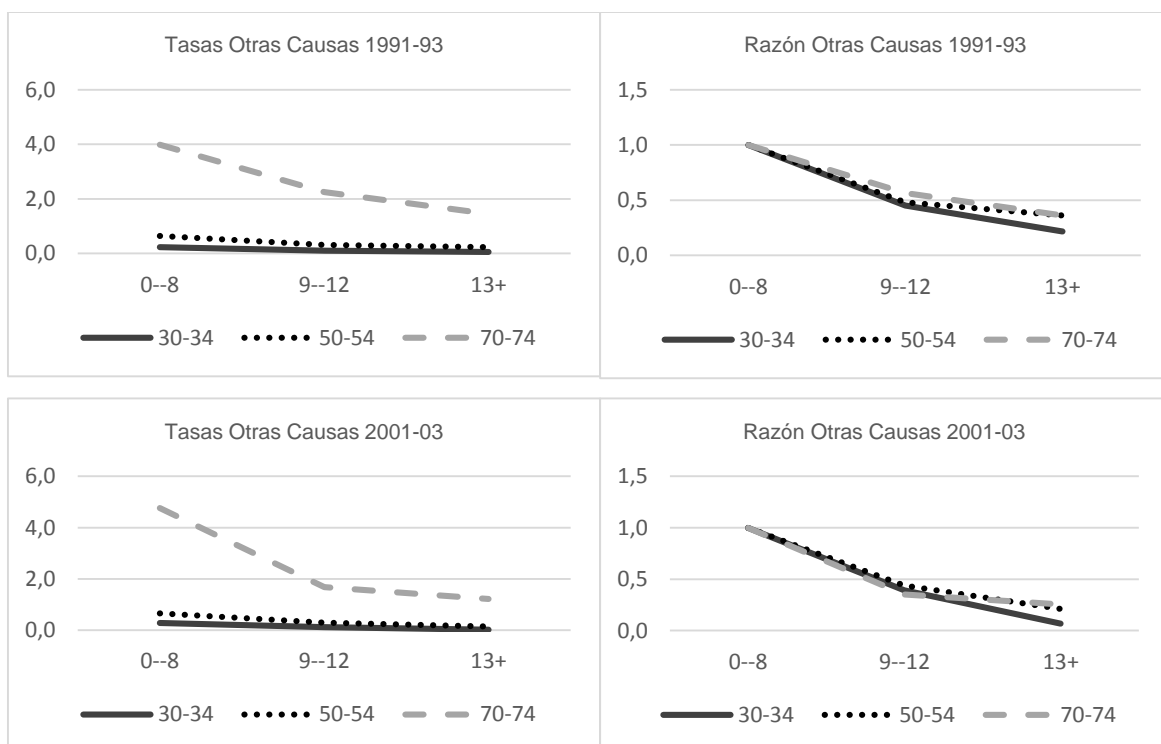 Tasas Otras Causas 1991-93
6,0
4,0
2,0
0,0
0--8 9--12 13+
30-34 50-54 70-74
Razón Otras Causas 1991-93
1,5
1,0
0,5
0,0
0--8 9--12 13+
30-34 50-54 70-74
Tasas Otras Causas 2001-03
6,0
4,0
2,0
0,0
0--8 9--12 13+
30-34 50-54 70-74
Razón Otras Causas 2001-03
1,5
1,0
0,5
0,0
0--8 9--12 13+
30-34 50-54 70-74